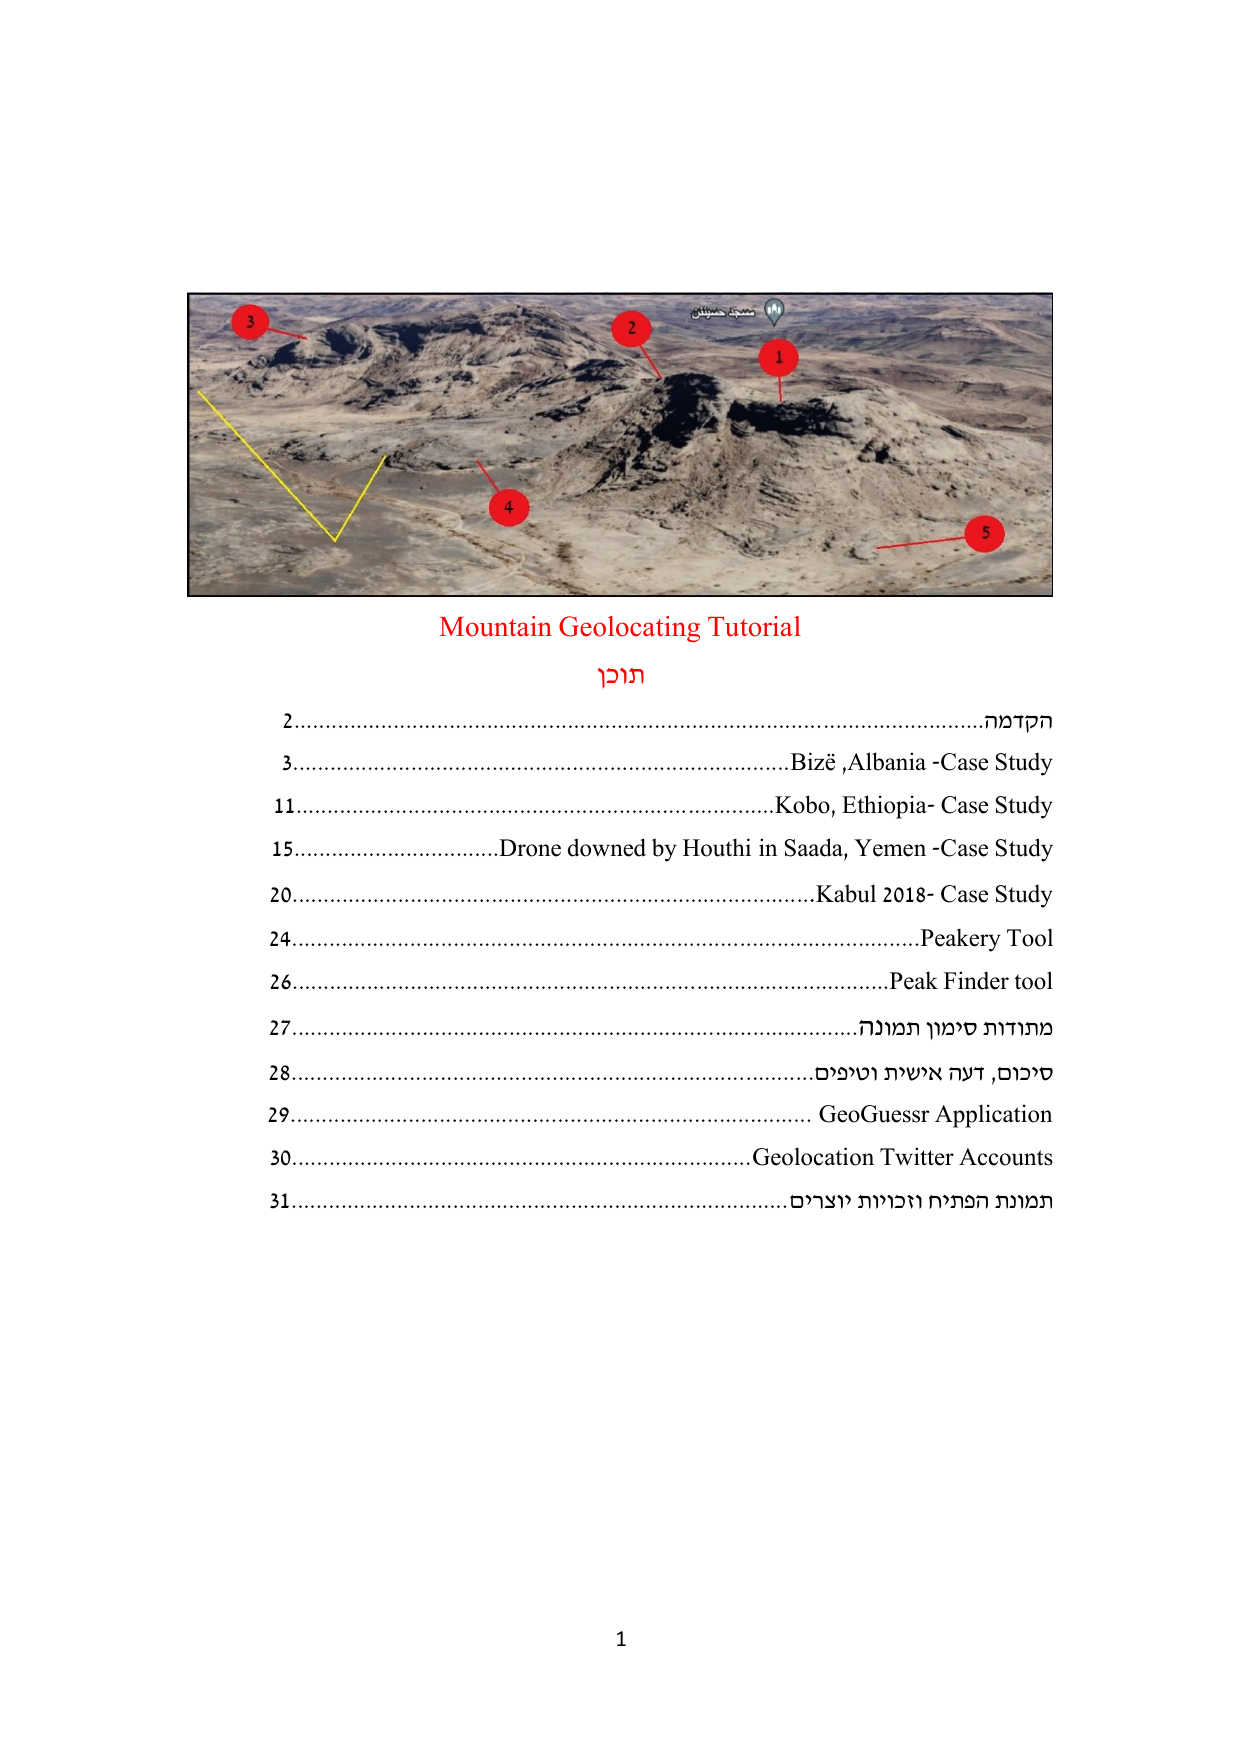 3
2
مسجد حسينين
1
4
5
Mountain Geolocating Tutorial
תוכן
הקדמה...............................................................................................................2
Bizë ,Albania -Case Study................................................................................3
Kobo, Ethiopia- Case Study.............................................................................11
Drone downed by Houthi in Saada, Yemen -Case Study.................................15
Kabul 2018- Case Study....................................................................................20
Peakery Tool.....................................................................................................24
Peak Finder tool................................................................................................26
מתודות סימון תמונה...........................................................................................27
סיכום, דעה אישית וטיפים....................................................................................28
GeoGuessr Application ....................................................................................29
Geolocation Twitter Accounts..........................................................................30
תמונת הפתיח וזכויות יוצרים................................................................................31
1